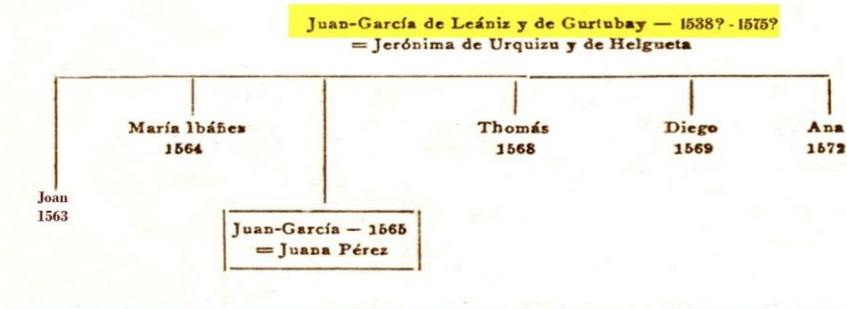 Juan-García de Leániz y de Gurtubay — 1538? - 1575?
= Jerónima de Urquizu y de Helgueta
María Ibáñez
1564
Thomás
1568
Diego
1569
Ana
1572
Joan
1563
Juan-García — 1565
= Juana Pérez